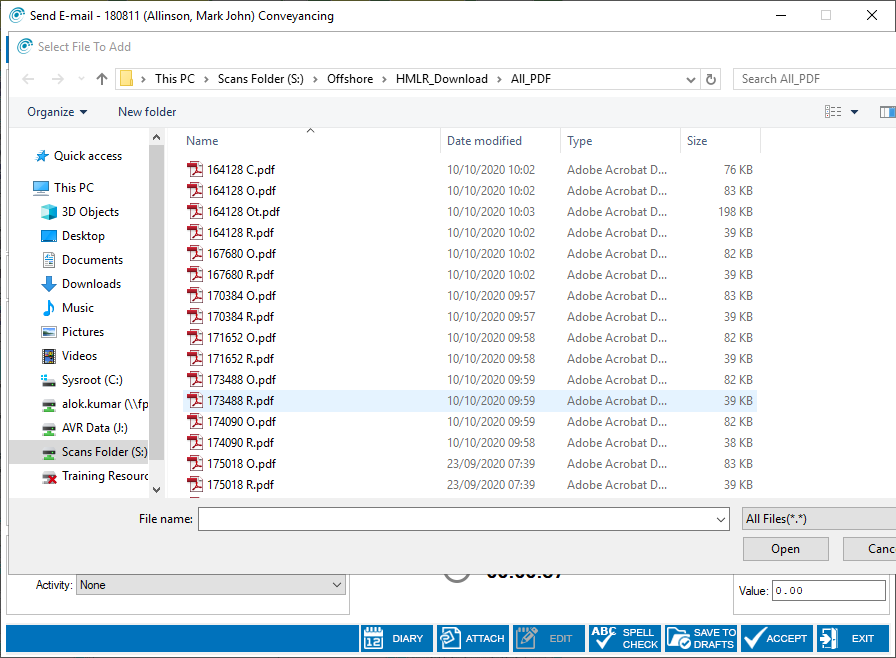 Send E-mail - 180811 (Allinson, Mark John) Conveyancing
Select File To Add
This PC > Scans Folder (S:) > Offshore > HMLR_Download > All_PDF
Search All_PDF
Organize
New folder
Name Date modified Type Size
Quick access
This PC
3D Objects
Desktop
Documents
Downloads
Music
Pictures
Videos
Sysroot (C:)
alok.kumar (\\fp
AVR Data (J:)
Scans Folder (S:)
Training Resourc
164128 C.pdf 10/10/2020 10:02 Adobe Acrobat D... 76 KB
164128 O.pdf 10/10/2020 10:02 Adobe Acrobat D... 83 KB
164128 Ot.pdf 10/10/2020 10:03 Adobe Acrobat D... 198 KB
164128 R.pdf 10/10/2020 10:02 Adobe Acrobat D... 39 KB
167680 O.pdf 10/10/2020 10:02 Adobe Acrobat D... 82 KB
167680 R.pdf 10/10/2020 10:02 Adobe Acrobat D... 39 KB
170384 O.pdf 10/10/2020 09:57 Adobe Acrobat D... 83 KB
170384 R.pdf 10/10/2020 09:57 Adobe Acrobat D... 39 KB
171652 O.pdf 10/10/2020 09:58 Adobe Acrobat D... 82 KB
171652 R.pdf 10/10/2020 09:58 Adobe Acrobat D... 39 KB
173488 O.pdf 10/10/2020 09:59 Adobe Acrobat D... 82 KB
173488 R.pdf 10/10/2020 09:59 Adobe Acrobat D... 39 KB
174090 O.pdf 10/10/2020 09:59 Adobe Acrobat D... 82 KB
174090 R.pdf 10/10/2020 09:58 Adobe Acrobat D... 38 KB
175018 O.pdf 23/09/2020 07:39 Adobe Acrobat D... 83 KB
175018 R.pdf 23/09/2020 07:39 Adobe Acrobat D... 39 KB
File name:
All Files(*.*)
Open
Canc
Activity: None
Value: 0.00
12 DIARY
ATTACH
EDIT
ABC SPELL CHECK
SAVE TO DRAFTS
ACCEPT
EXIT